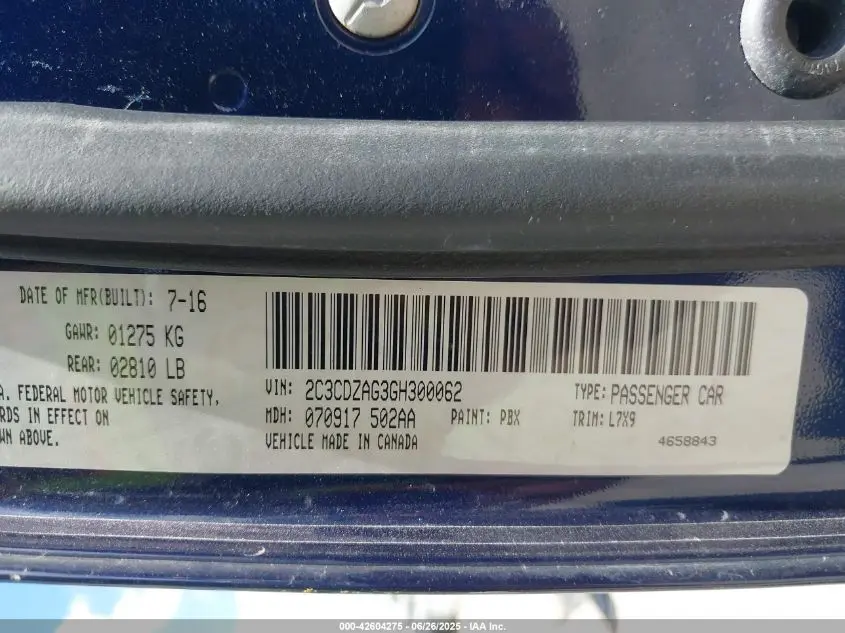 DATE OF MFR(BUILT): 7-16
GAWR: 01275 KG
REAR: 02810 LB
A. FEDERAL MOTOR VEHICLE SAFETY,
RDS IN EFFECT ON
WN ABOVE.
VIN: 2C3CDZAG3GH300062
TYPE: PASSENGER CAR
MDH: 070917 502AA
PAINT: PBX
TRIM: L7X9
VEHICLE MADE IN CANADA
4658843
000-42604275 - 06/26/2025 - IAA Inc.